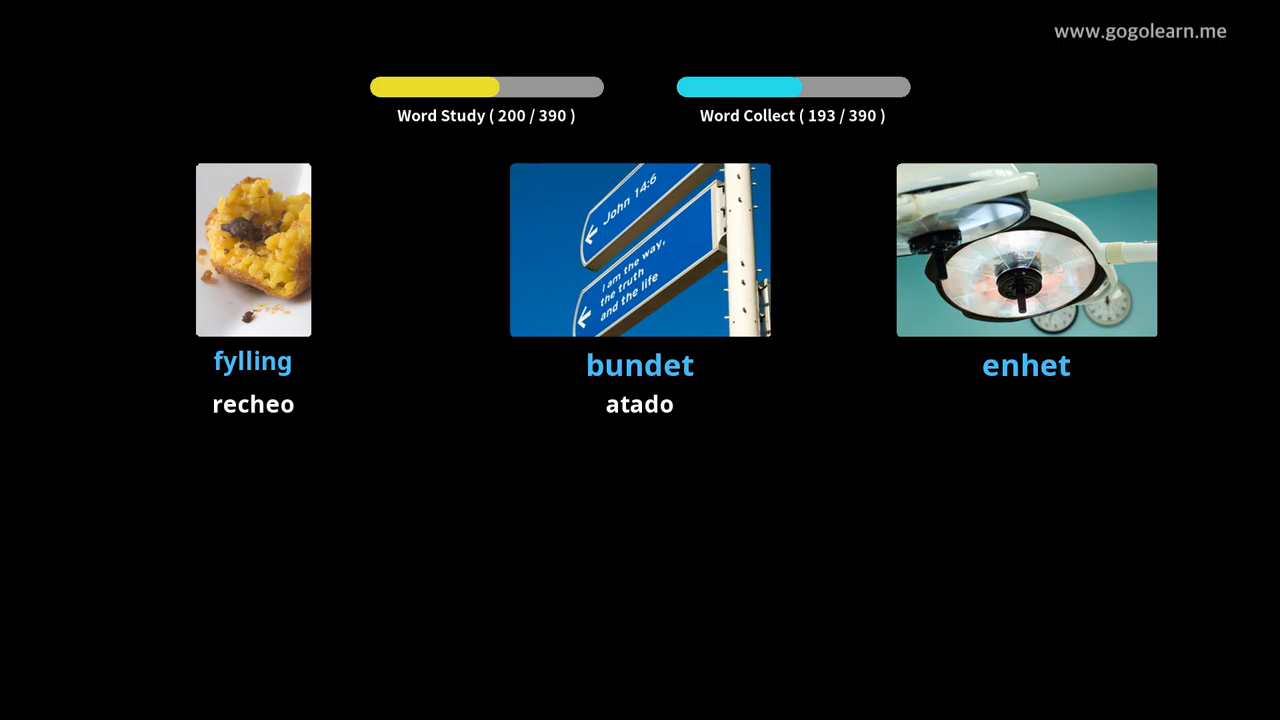 www.gogolearn.me
Word Study ( 200 / 390 )
Word Collect ( 193 / 390 )
John 14:6
I am the way,
the truth
and the life
fylling
bundet
enhet
recheo
atado